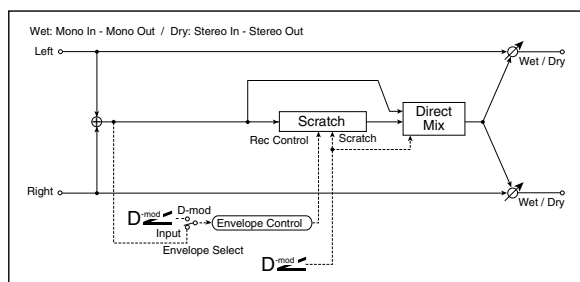 Wet: Mono In - Mono Out / Dry: Stereo In - Stereo Out
Left
Wet / Dry
Scratch
Direct
Mix
Rec Control
Scratch
Right
Wet / Dry
D-mod
D-mod
Input
Envelope Control
Envelope Select
D-mod